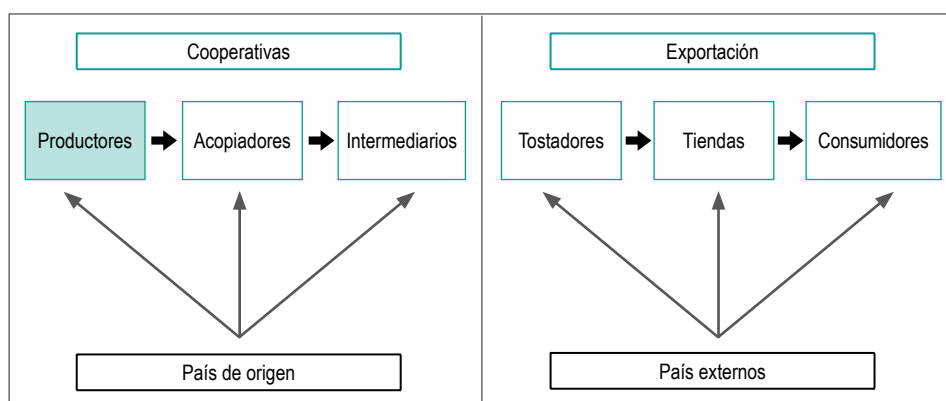 Cooperativas
Productores
Acopiadores
Intermediarios
País de origen
Exportación
Tostadores
Tiendas
Consumidores
País externos